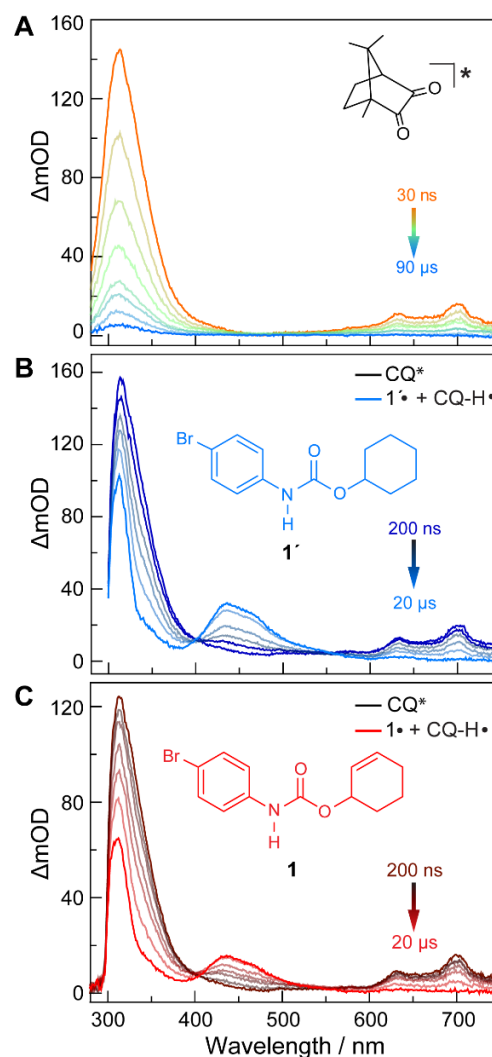 A
160
120
80
40
0
ΔmOD
*
O
O
30 ns
90 µs
B
160
120
80
40
0
ΔmOD
CQ*
1´• + CQ-H•
Br
O
N
H
O
1´
200 ns
20 µs
C
120
80
40
0
ΔmOD
CQ*
1• + CQ-H•
Br
O
N
H
O
1
200 ns
20 µs
300 400 500 600 700
Wavelength / nm